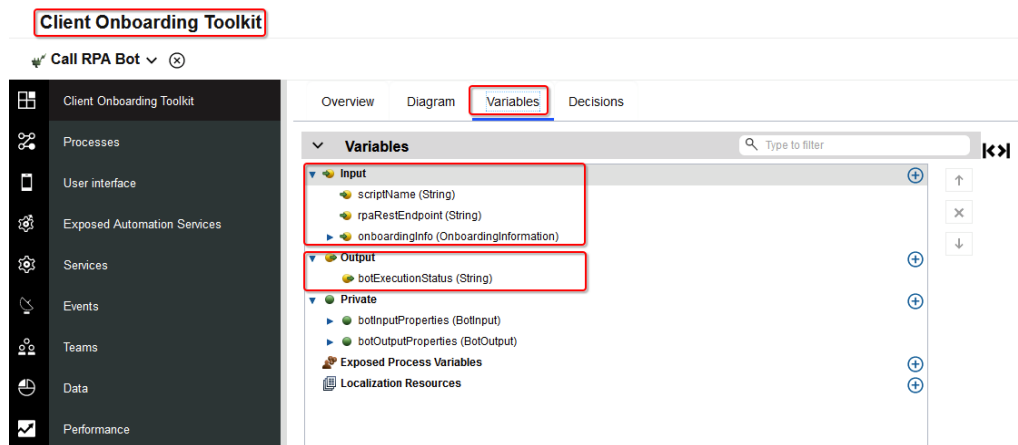 Client Onboarding Toolkit
Call RPA Bot
Client Onboarding Toolkit
Processes
User interface
Exposed Automation Services
Services
Events
Teams
Data
Performance
Overview Diagram Variables Decisions
Variables
Type to filter
Input
scriptName (String)
rpaRestEndpoint (String)
onboardingInfo (OnboardingInformation)
Output
botExecutionStatus (String)
Private
botInputProperties (BotInput)
botOutputProperties (BotOutput)
Exposed Process Variables
Localization Resources